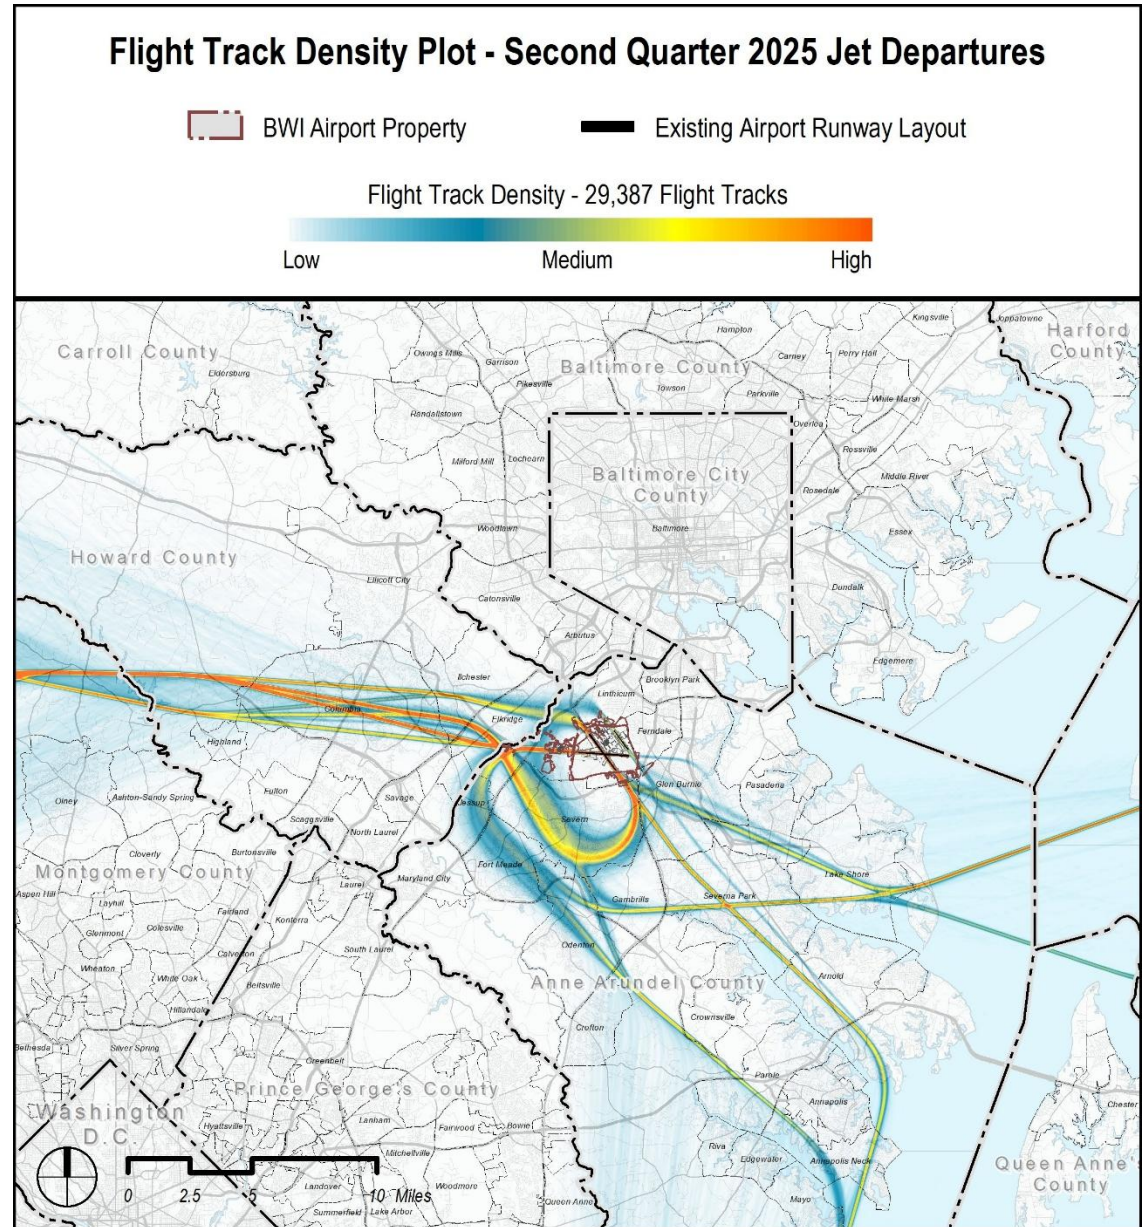 Flight Track Density Plot - Second Quarter 2025 Jet Departures
BWI Airport Property
Existing Airport Runway Layout
Flight Track Density - 29,387 Flight Tracks
Low
Medium
High
Kingsville
Joppatowne
Hampton
Harford
County
Carroll County
Owings Mills
Garrison
Carney
Perry Hall
Eldersburg
Pikesville
Baltimore County
Towson
Parkville
White Marsh
Randallstown
Overlea
Rossville
Milford Mill
Lochearn
Baltimore City
County
Middle River
Rosedale
Woodlawn
Baltimore
Essex
Howard County
Ellicott City
Catonsville
Dundalk
Arbutus
Edgemere
Ilchester
Brooklyn Park
Linthicum
Columbia
Elkridge
Ferndale
Highland
Glen Burnie
Pasadena
Fulton
Olney
Ashton-Sandy Spring
Savage
Jessup
Scaggsville
North Laurel
Severn
Cloverly
Burtonsville
Fort Meade
Lake Shore
Montgomery County
Laurel
Maryland City
Aspen Hill
Layhill
Fairland
Konterra
Gambrills
Severna Park
Glenmont
Colesville
Calverton
South Laurel
Odenton
Wheaton
White Oak
Beltsville
Anne Arundel County
Arnold
Hillandale
Crownsville
Crofton
Bethesda
Silver Spring
Greenbelt
Parole
Prince George's County
Annapolis
Chester
Washington
D.C.
Hyattsville
Lanham
Fairwood
Bowie
Mitchellville
Riva
Edgewater
Annapolis Neck
Queen Anne'
County
Landover
Woodmore
Queen Anne
Mayo
0
2.5
5
10 Miles
Summerfield
Lake Arbor